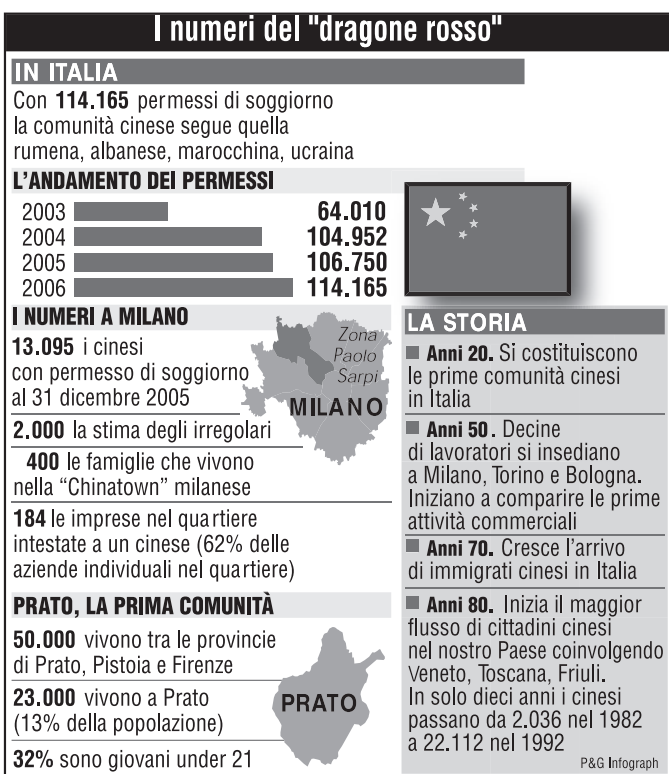 I numeri del "dragone rosso"
IN ITALIA
Con 114.165 permessi di soggiorno
la comunità cinese segue quella
rumena, albanese, marocchina, ucraina
L'ANDAMENTO DEI PERMESSI
2003 64.010
2004 104.952
2005 106.750
2006 114.165
I NUMERI A MILANO
13.095 i cinesi
con permesso di soggiorno
al 31 dicembre 2005
2.000 la stima degli irregolari
400 le famiglie che vivono
nella “Chinatown” milanese
184 le imprese nel quartiere
intestate a un cinese (62% delle
aziende individuali nel quartiere)
Zona
Paolo
Sarpi
MILANO
PRATO, LA PRIMA COMUNITÀ
50.000 vivono tra le provincie
di Prato, Pistoia e Firenze
23.000 vivono a Prato
(13% della popolazione)
32% sono giovani under 21
PRATO
LA STORIA
Anni 20. Si costituiscono
le prime comunità cinesi
in Italia
Anni 50. Decine
di lavoratori si insediano
a Milano, Torino e Bologna.
Iniziano a comparire le prime
attività commerciali
Anni 70. Cresce l'arrivo
di immigrati cinesi in Italia
Anni 80. Inizia il maggior
flusso di cittadini cinesi
nel nostro Paese coinvolgendo
Veneto, Toscana, Friuli.
In solo dieci anni i cinesi
passano da 2.036 nel 1982
a 22.112 nel 1992
P&G Infograph